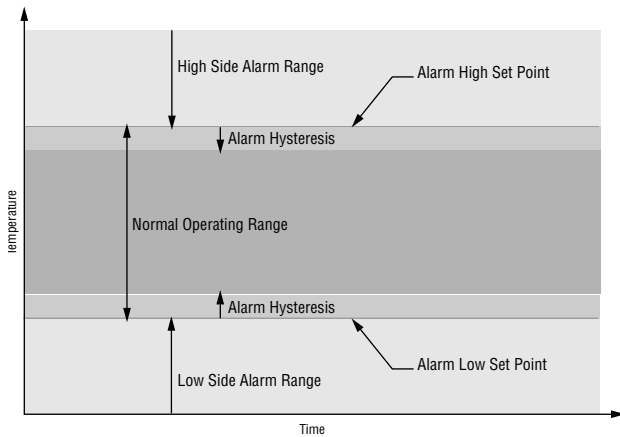 High Side Alarm Range
Alarm High Set Point
Alarm Hysteresis
Temperature
Normal Operating Range
Alarm Hysteresis
Alarm Low Set Point
Low Side Alarm Range
Time